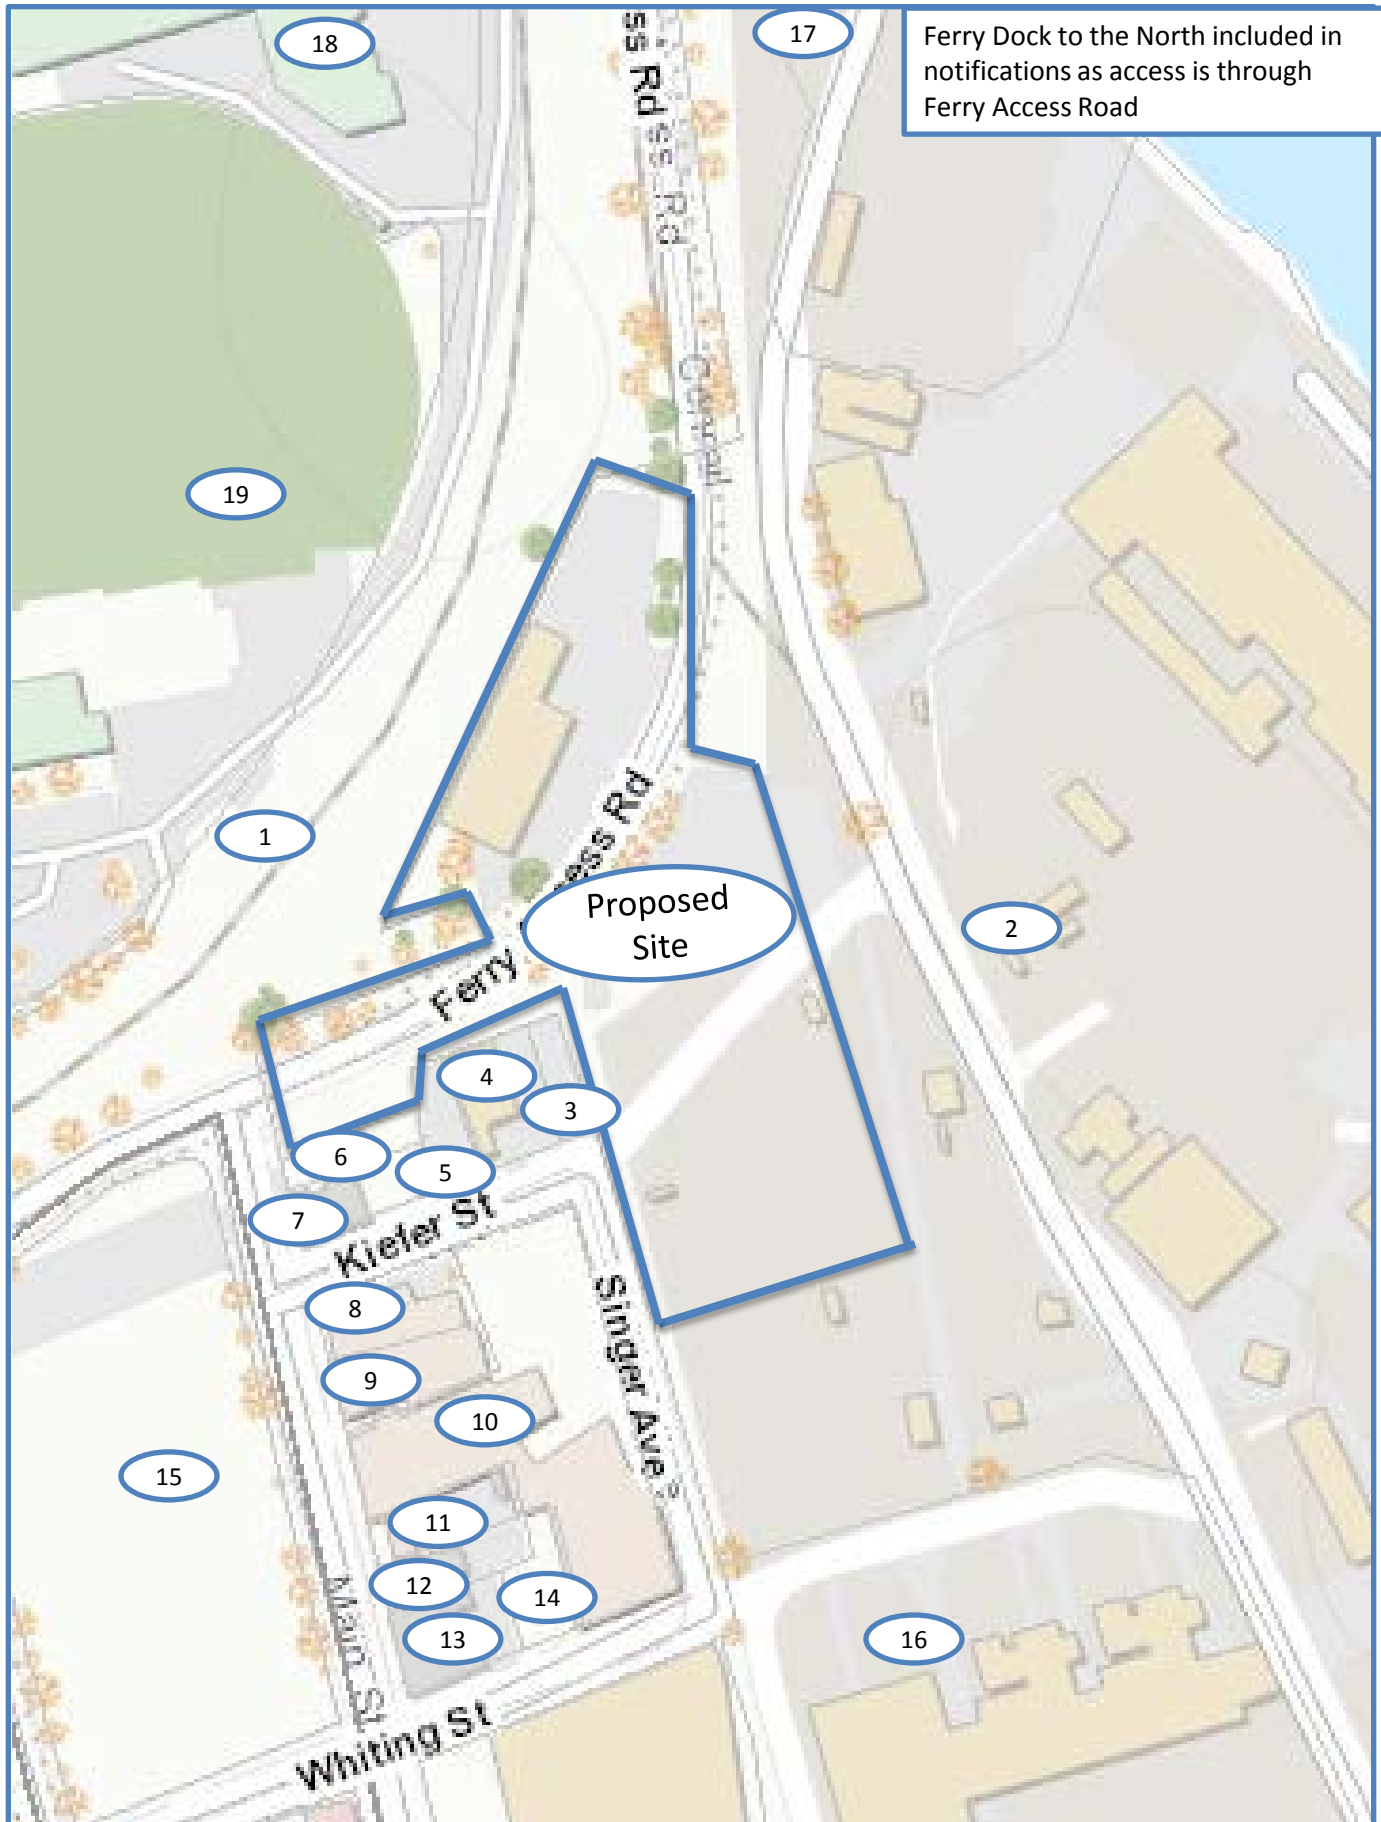 18
17
Ferry Dock to the North included in
notifications as access is through
Ferry Access Road
ss Rd
ss Rd
19
1
ess Rd
Proposed
Site
2
Ferry
4
3
6
5
7
Kiefer St
8
Singer Ave
9
10
15
11
12
14
Main St
13
16
Whiting St